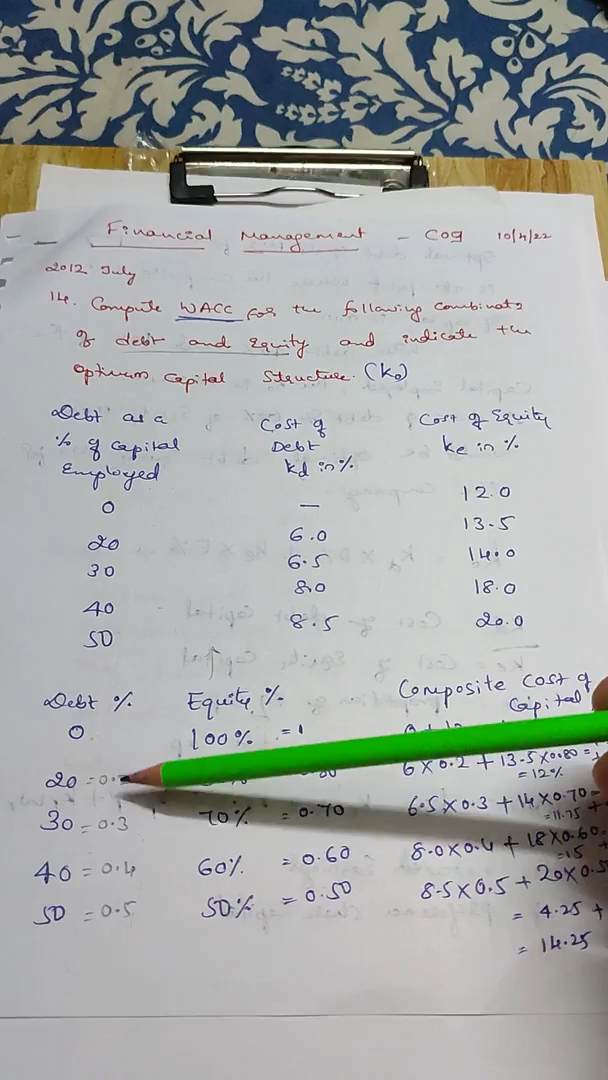 Financial Management - CO9 10/4/22
2012 July
14. Compute WACC for the following combinats
of debt and Equity and indicate the
Optimum Capital Structure. (Ko)
Debt as a % of Capital Employed
Cost of Debt Kd in %
Cost of Equity Ke in %
0 — 12.0
20 6.0 13.5
30 6.5 14.0
40 8.0 18.0
50 8.5 20.0
Debt % Equity % Composite Cost of Capital
0 100% = 1
20 = 0. 6 x 0.2 + 13.5 x 0.80 =
= 12%
30 = 0.3 70% = 0.70 6.5 x 0.3 + 14 x 0.70 =
= 11.75 +
40 = 0.4 60% = 0.60 8.0 x 0.4 + 18 x 0.60
= 15
50 = 0.5 50% = 0.50 8.5 x 0.5 + 20 x 0.5
= 4.25 +
= 14.25